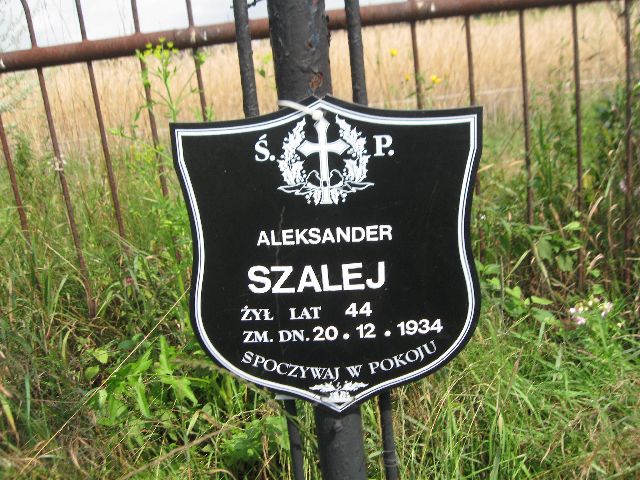 Ś. P.
ALEKSANDER
SZALEJ
ŻYŁ LAT 44
ZM. DN. 20. 12. 1934
SPOCZYWAJ W POKOJU